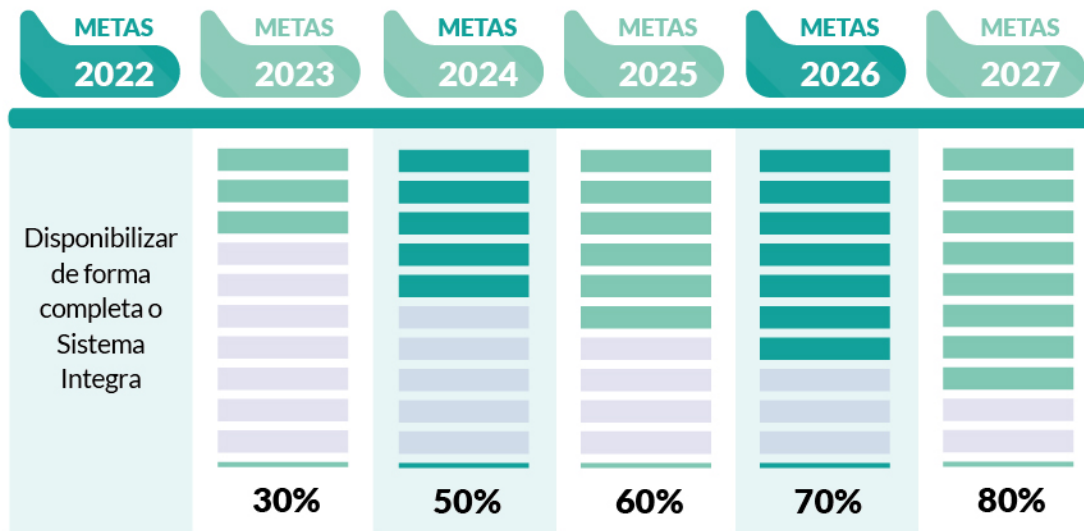 METAS
2022
METAS
2023
METAS
2024
METAS
2025
METAS
2026
METAS
2027
Disponibilizar
de forma
completa o
Sistema
Integra
30%
50%
60%
70%
80%